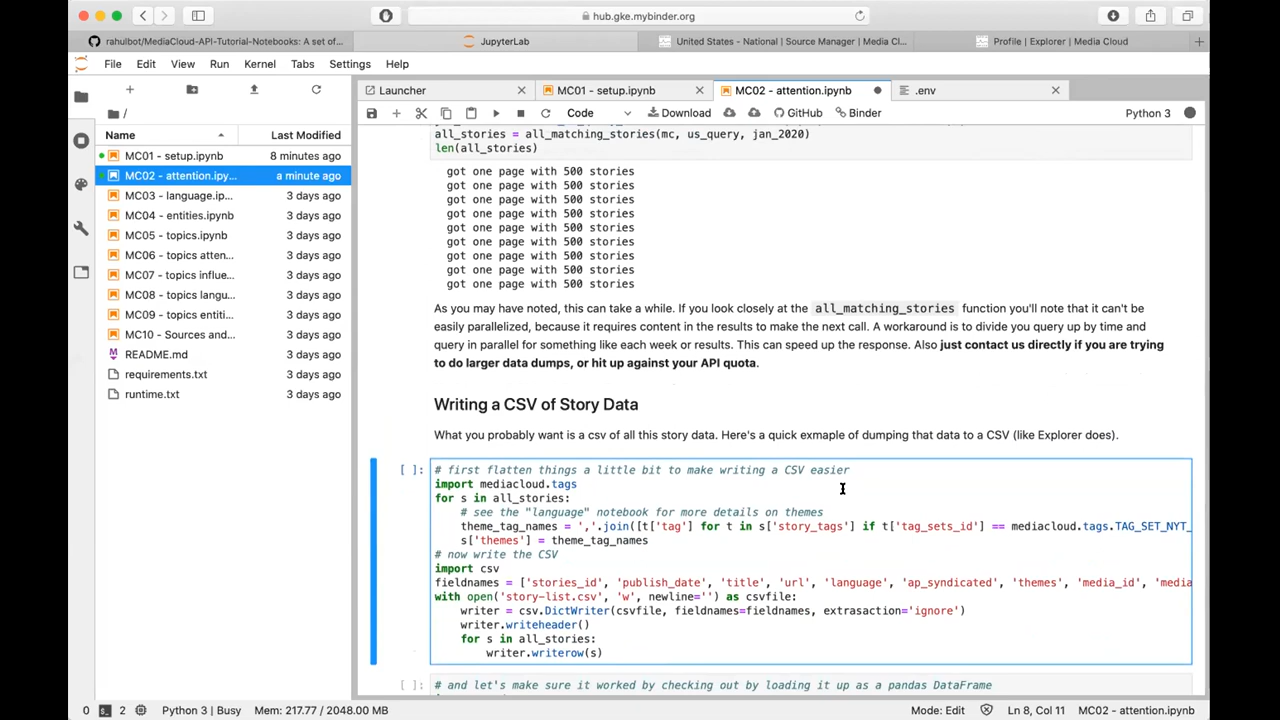 hub.gke.mybinder.org
rahulbot/MediaCloud-API-Tutorial-Notebooks: A set of...
JupyterLab
United States - National | Source Manager | Media Cl...
Profile | Explorer | Media Cloud
File Edit View Run Kernel Tabs Settings Help
Launcher
MC01 - setup.ipynb
MC02 - attention.ipynb
.env
Code
Download
GitHub
Binder
Python 3
/
Name Last Modified
MC01 - setup.ipynb 8 minutes ago
MC02 - attention.ipy... a minute ago
MC03 - language.ip... 3 days ago
MC04 - entities.ipynb 3 days ago
MC05 - topics.ipynb 3 days ago
MC06 - topics atten... 3 days ago
MC07 - topics influe... 3 days ago
MC08 - topics langu... 3 days ago
MC09 - topics entiti... 3 days ago
MC10 - Sources and... 3 days ago
README.md 3 days ago
requirements.txt 3 days ago
runtime.txt 3 days ago
all_stories = all_matching_stories(mc, us_query, jan_2020)
len(all_stories)
got one page with 500 stories
got one page with 500 stories
got one page with 500 stories
got one page with 500 stories
got one page with 500 stories
got one page with 500 stories
got one page with 500 stories
got one page with 500 stories
got one page with 500 stories
As you may have noted, this can take a while. If you look closely at the all_matching_stories function you'll note that it can't be
easily parallelized, because it requires content in the results to make the next call. A workaround is to divide you query up by time and
query in parallel for something like each week or results. This can speed up the response. Also just contact us directly if you are trying
to do larger data dumps, or hit up against your API quota.
Writing a CSV of Story Data
What you probably want is a csv of all this story data. Here's a quick exmaple of dumping that data to a CSV (like Explorer does).
[ ]:
# first flatten things a little bit to make writing a CSV easier
import mediacloud.tags
for s in all_stories:
# see the "language" notebook for more details on themes
theme_tag_names = ','.join([t['tag'] for t in s['story_tags'] if t['tag_sets_id'] == mediacloud.tags.TAG_SET_NYT_
s['themes'] = theme_tag_names
# now write the CSV
import csv
fieldnames = ['stories_id', 'publish_date', 'title', 'url', 'language', 'ap_syndicated', 'themes', 'media_id', 'media
with open('story-list.csv', 'w', newline='') as csvfile:
writer = csv.DictWriter(csvfile, fieldnames=fieldnames, extrasaction='ignore')
writer.writeheader()
for s in all_stories:
writer.writerow(s)
[ ]:
# and let's make sure it worked by checking out by loading it up as a pandas DataFrame
0 2 Python 3 | Busy Mem: 217.77 / 2048.00 MB Mode: Edit Ln 8, Col 11 MC02 - attention.ipynb